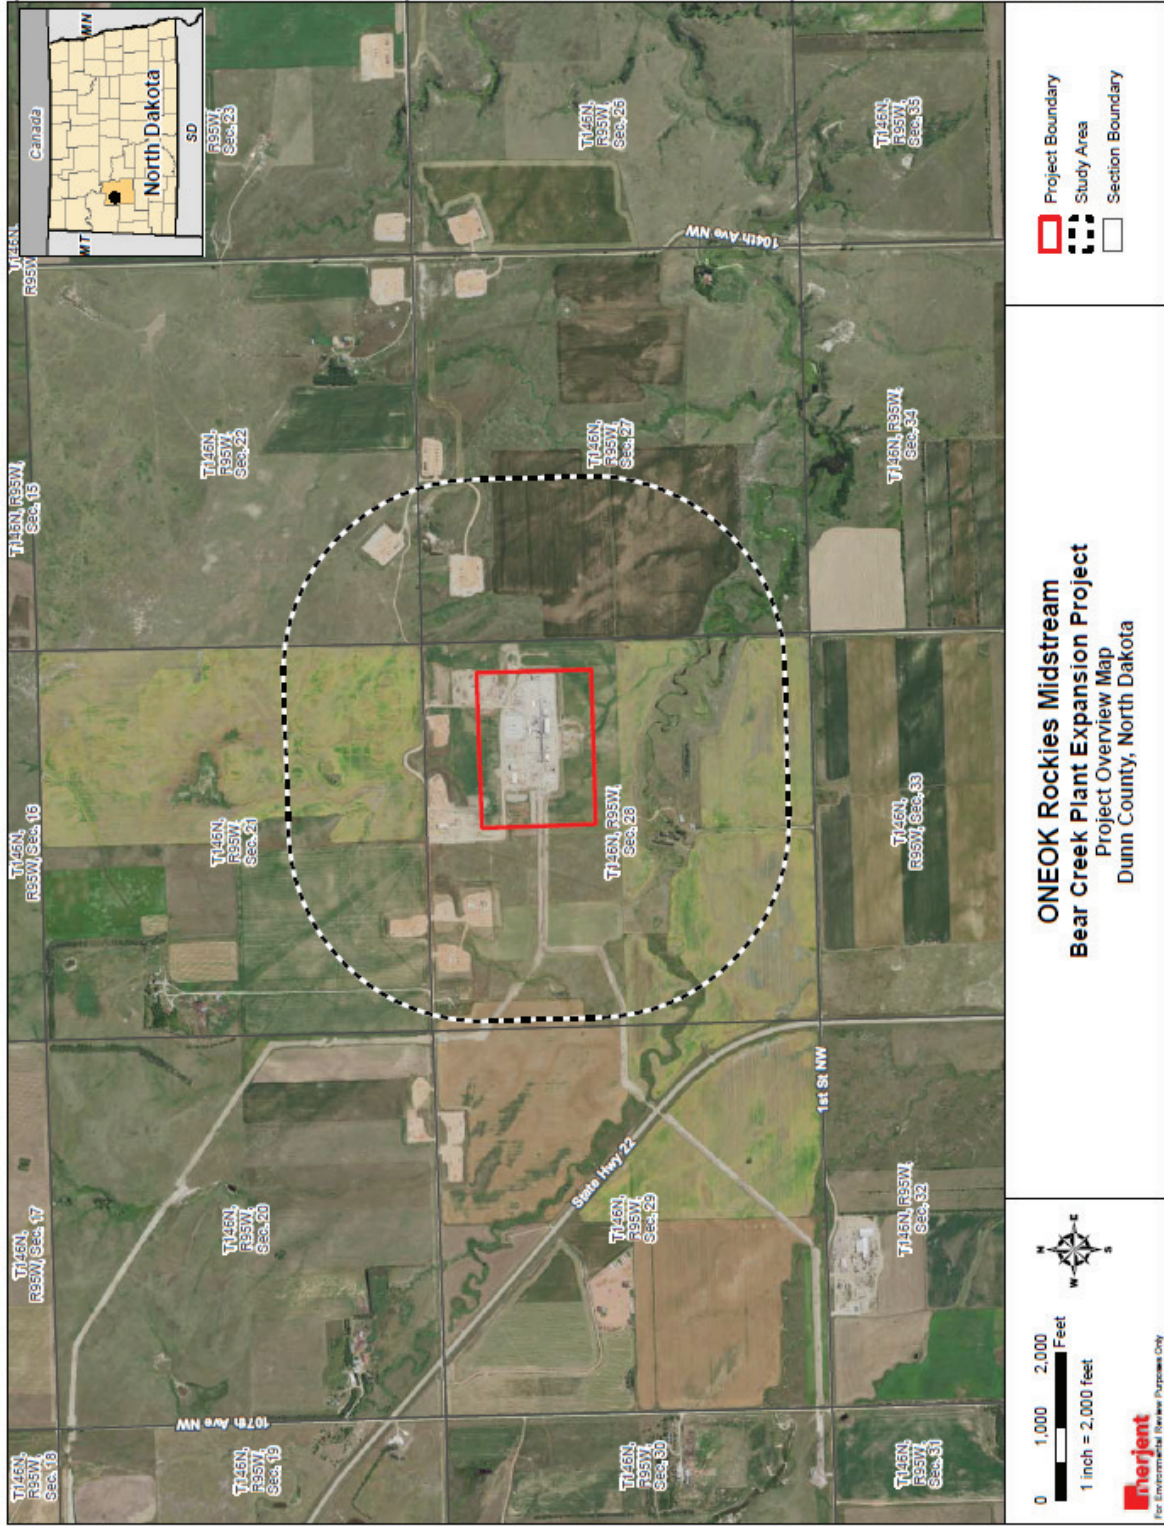 Canada
MT
North Dakota
MN
SD
T146N,
R95W, Sec. 17
T146N,
R95W, Sec. 16
T146N, R95W,
Sec. 15
T146N,
R95W
T146N,
R95W,
Sec. 18
107th Ave NW
T146N,
R95W,
Sec. 19
T146N,
R95W,
Sec. 20
T146N,
R95W,
Sec. 21
T146N,
R95W,
Sec. 22
R95W,
Sec. 23
State Hwy 22
T146N,
R95W,
Sec. 30
T146N,
R95W,
Sec. 29
T146N, R95W,
Sec. 28
T146N,
R95W,
Sec. 27
104th Ave NW
T146N,
R95W,
Sec. 26
1st St NW
T146N,
R95W,
Sec. 31
T146N, R95W,
Sec. 32
T146N,
R95W, Sec. 33
T146N, R95W,
Sec. 34
T146N,
R95W,
Sec. 35
0 1,000 2,000
Feet
1 inch = 2,000 feet
N
W E
S
merjent
For Environmental Review Purposes Only
ONEOK Rockies Midstream
Bear Creek Plant Expansion Project
Project Overview Map
Dunn County, North Dakota
Project Boundary
Study Area
Section Boundary